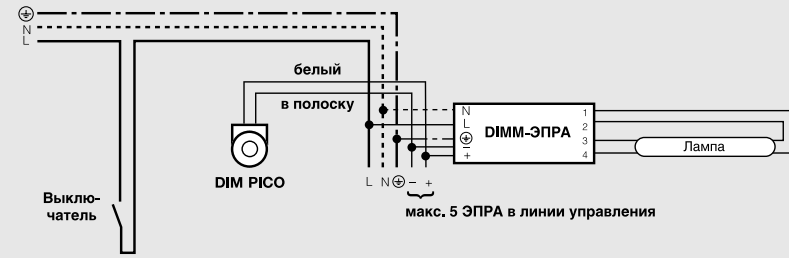 N
L
белый
в полоску
DIM PICO
N
L
–
+
DIMM-ЭПРА
1
2
3
4
Лампа
L N – +
Выклю-
чатель
макс. 5 ЭПРА в линии управления